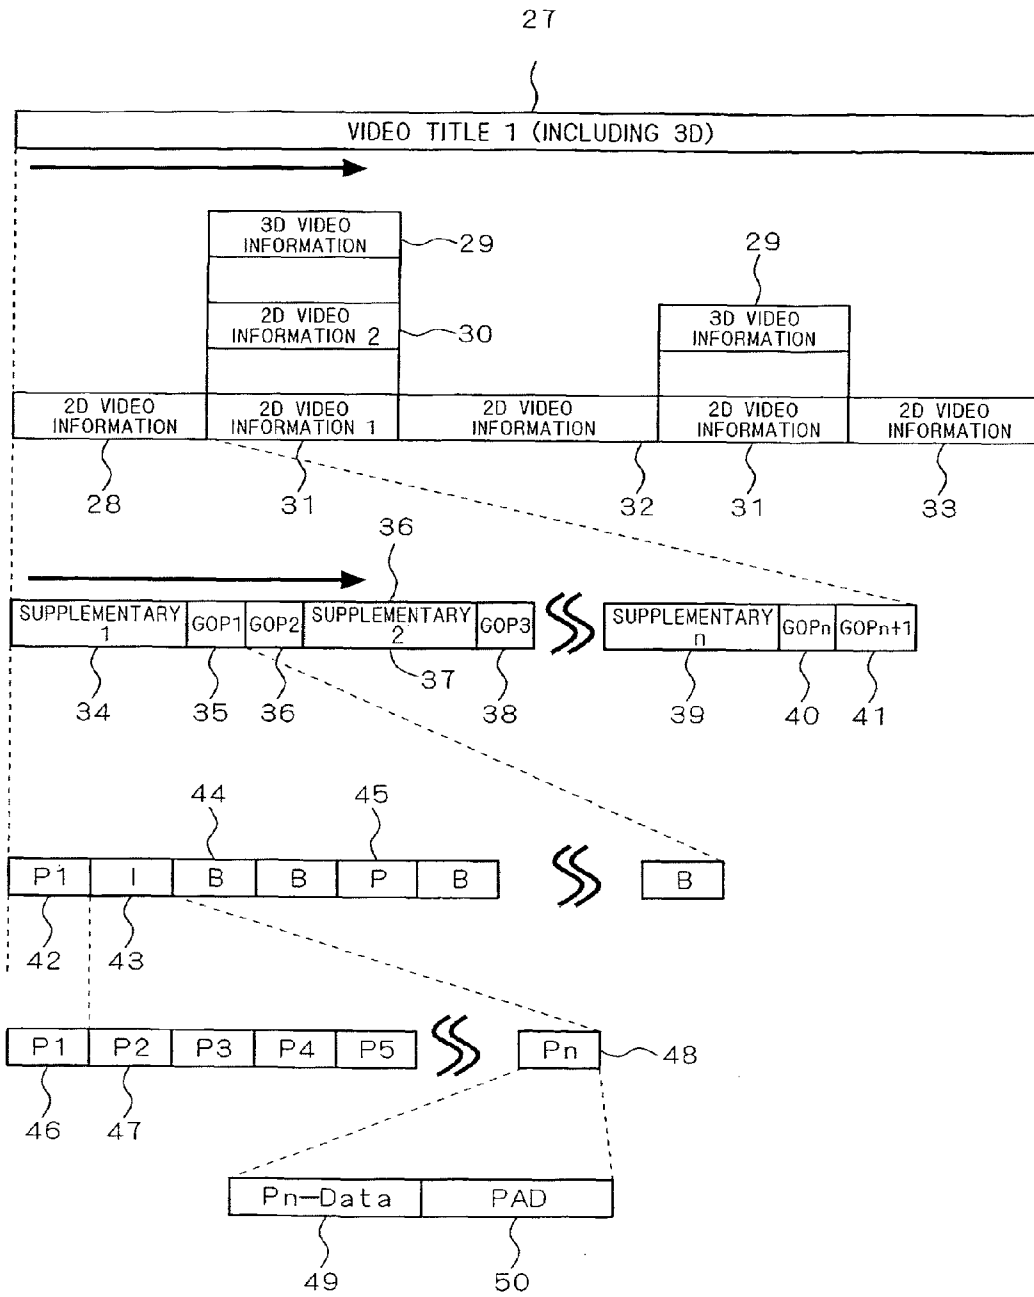 27
VIDEO TITLE 1 (INCLUDING 3D)
3D VIDEO
INFORMATION
29
29
2D VIDEO
INFORMATION 2
30
3D VIDEO
INFORMATION
2D VIDEO
INFORMATION
2D VIDEO
INFORMATION 1
2D VIDEO
INFORMATION
2D VIDEO
INFORMATION
2D VIDEO
INFORMATION
28
31
32
31
33
36
SUPPLEMENTARY
1
GOP1
GOP2
SUPPLEMENTARY
2
GOP3
SUPPLEMENTARY
n
GOPn
GOPn+1
34
35
36
37
38
39
40
41
44
45
P1
I
B
B
P
B
B
42
43
P1
P2
P3
P4
P5
Pn
48
46
47
Pn-Data
PAD
49
50